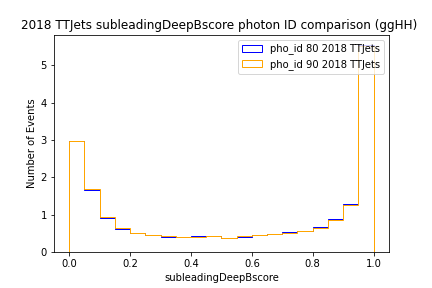 2018 TTJets subleadingDeepBscore photon ID comparison (ggHH)
pho_id 80 2018 TTJets
pho_id 90 2018 TTJets
Number of Events
5
4
3
2
1
0
0.0 0.2 0.4 0.6 0.8 1.0
subleadingDeepBscore